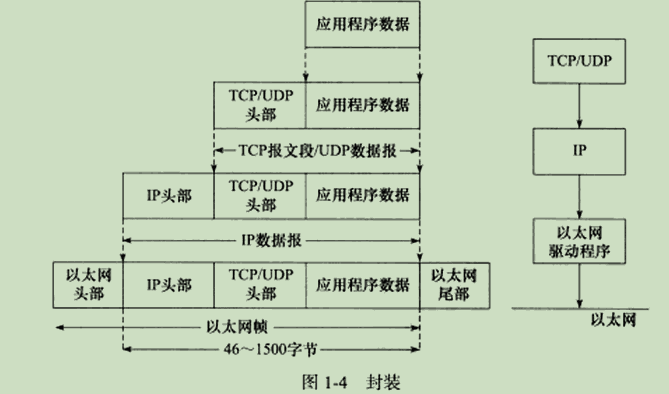 应用程序数据
TCP/UDP
头部
应用程序数据
TCP报文段/UDP数据报
IP头部
TCP/UDP
头部
应用程序数据
IP数据报
以太网
头部
IP头部
TCP/UDP
头部
应用程序数据
以太网
尾部
以太网帧
46～1500字节
TCP/UDP
IP
以太网
驱动程序
以太网
图 1-4 封装